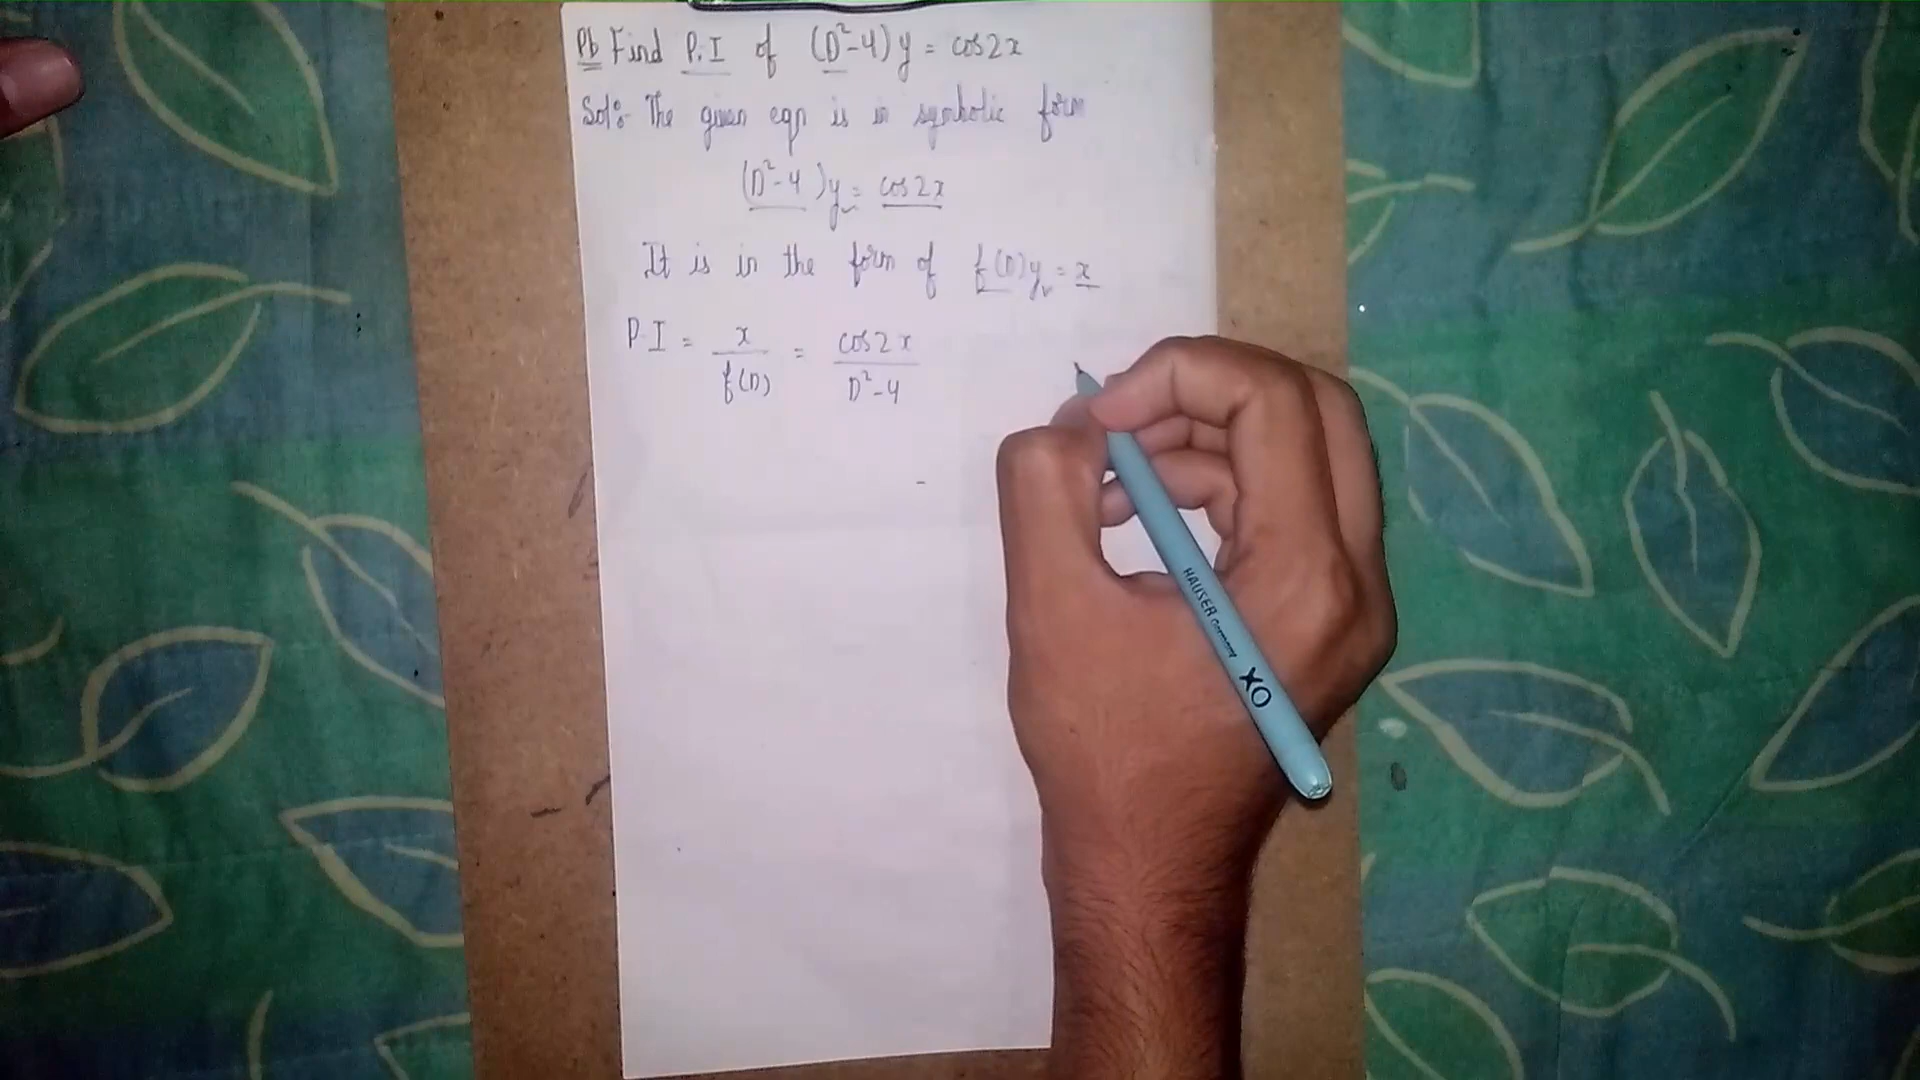 Pb Find P.I of (D²-4)y = cos2x
Sol:- The given eqn is in symbolic form
(D²-4)y = cos2x
It is in the form of f(D)y = x
P.I = x/f(D) = cos2x/D²-4
HAUSER Germany XO